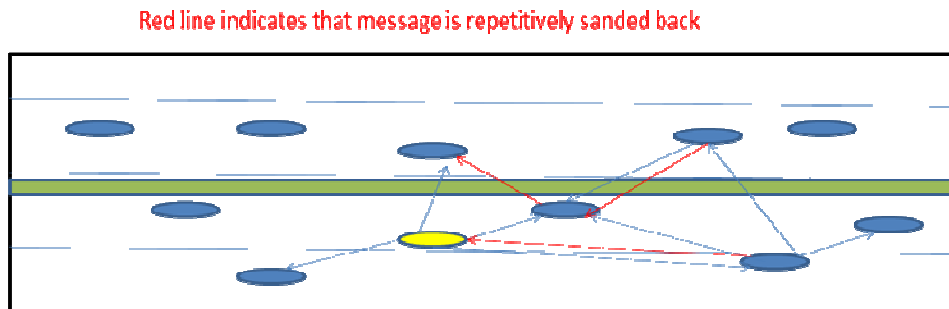 Red line indicates that message is repetitively sanded back